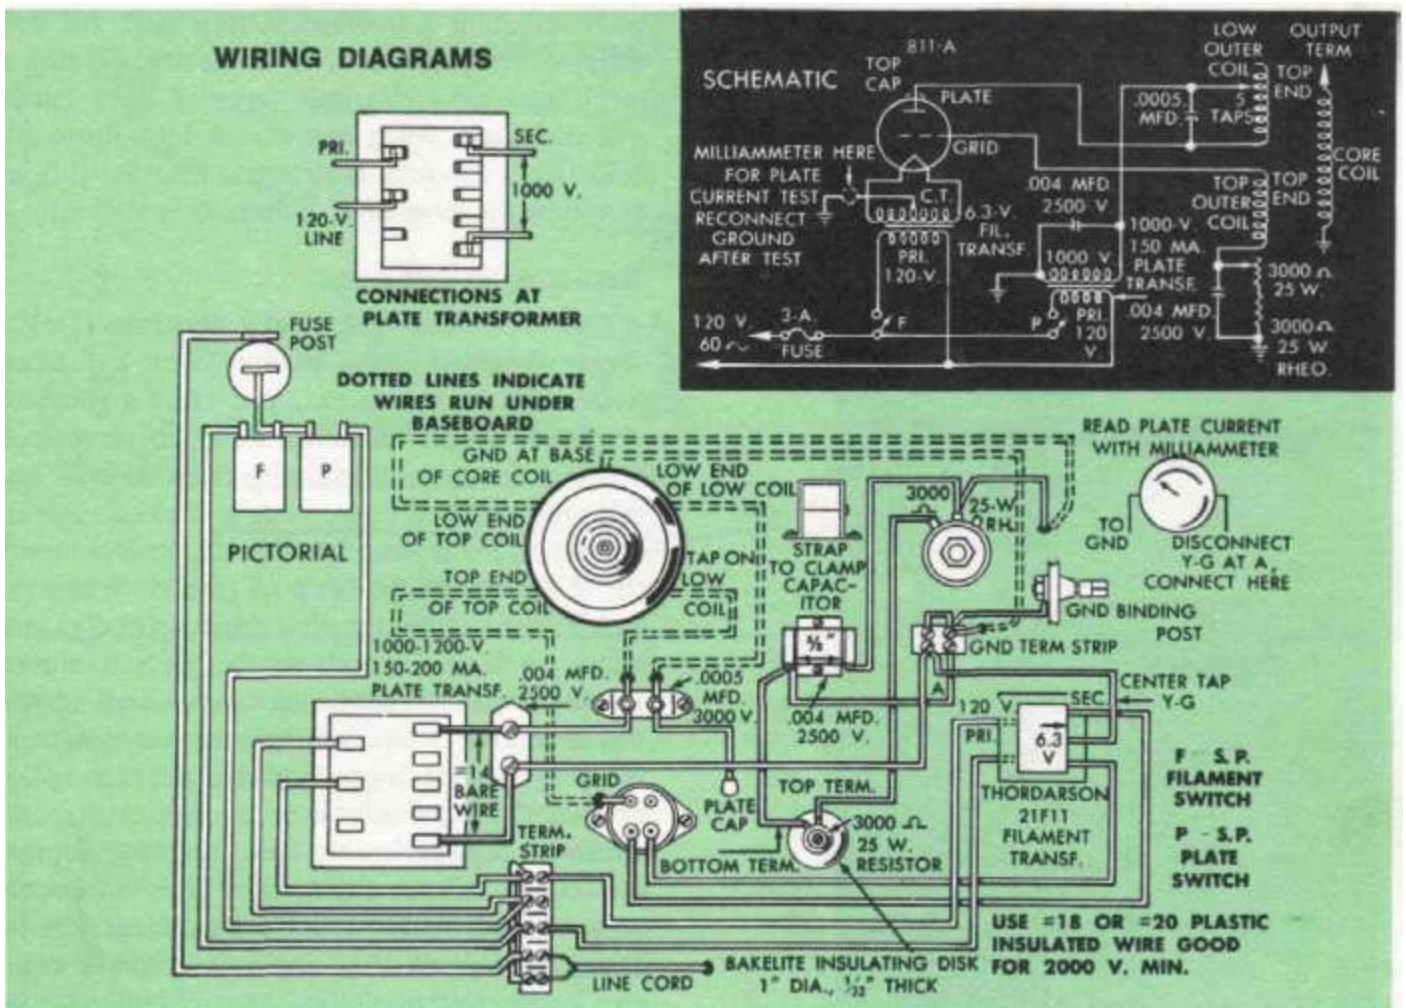 WIRING DIAGRAMS
PRI.
SEC.
1000 V.
120-V.
LINE
CONNECTIONS AT
PLATE TRANSFORMER
SCHEMATIC
811-A
TOP
CAP
PLATE
GRID
MILLIAMMETER HERE
FOR PLATE
CURRENT TEST
RECONNECT
GROUND
AFTER TEST
C.T.
6.3-V.
FIL.
TRANSF.
PRI.
120-V.
120 V.
60 ~
3-A.
FUSE
F
P
LOW
OUTER
COIL
TOP
END
.0005
MFD.
5
TAPS
OUTPUT
TERM
CORE
COIL
.004 MFD
2500 V.
TOP
OUTER
COIL
TOP
END
1000 V
1000-V.
150 MA.
PLATE
TRANSF.
PRI.
120
V
.004 MFD.
2500 V.
3000 Ω
25 W.
3000 Ω
25 W
RHEO.
FUSE
POST
DOTTED LINES INDICATE
WIRES RUN UNDER
BASEBOARD
F
P
PICTORIAL
GND AT BASE
OF CORE COIL
LOW END
OF LOW COIL
LOW END
OF TOP COIL
TOP END
OF TOP COIL
TAP ON
LOW
COIL
STRAP
TO CLAMP
CAPAC-
ITOR
3000
Ω
25-W.
RH.
READ PLATE CURRENT
WITH MILLIAMMETER
TO
GND
DISCONNECT
Y-G AT A,
CONNECT HERE
GND BINDING
POST
GND TERM STRIP
A
5/8"
.004 MFD.
2500 V.
1000-1200-V.
150-200 MA.
PLATE TRANSF.
.004 MFD.
2500 V.
.0005
MFD.
3000 V.
=14
BARE
WIRE
GRID
PLATE
CAP
TOP TERM.
BOTTOM TERM.
3000 Ω
25 W.
RESISTOR
120 V.
PRI.
SEC.
6.3
V
CENTER TAP
Y-G
THORDARSON
21F11
FILAMENT
TRANSF.
F - S.P.
FILAMENT
SWITCH
P - S.P.
PLATE
SWITCH
TERM.
STRIP
LINE CORD
BAKELITE INSULATING DISK
1" DIA., 1/32" THICK
USE =18 OR =20 PLASTIC
INSULATED WIRE GOOD
FOR 2000 V. MIN.